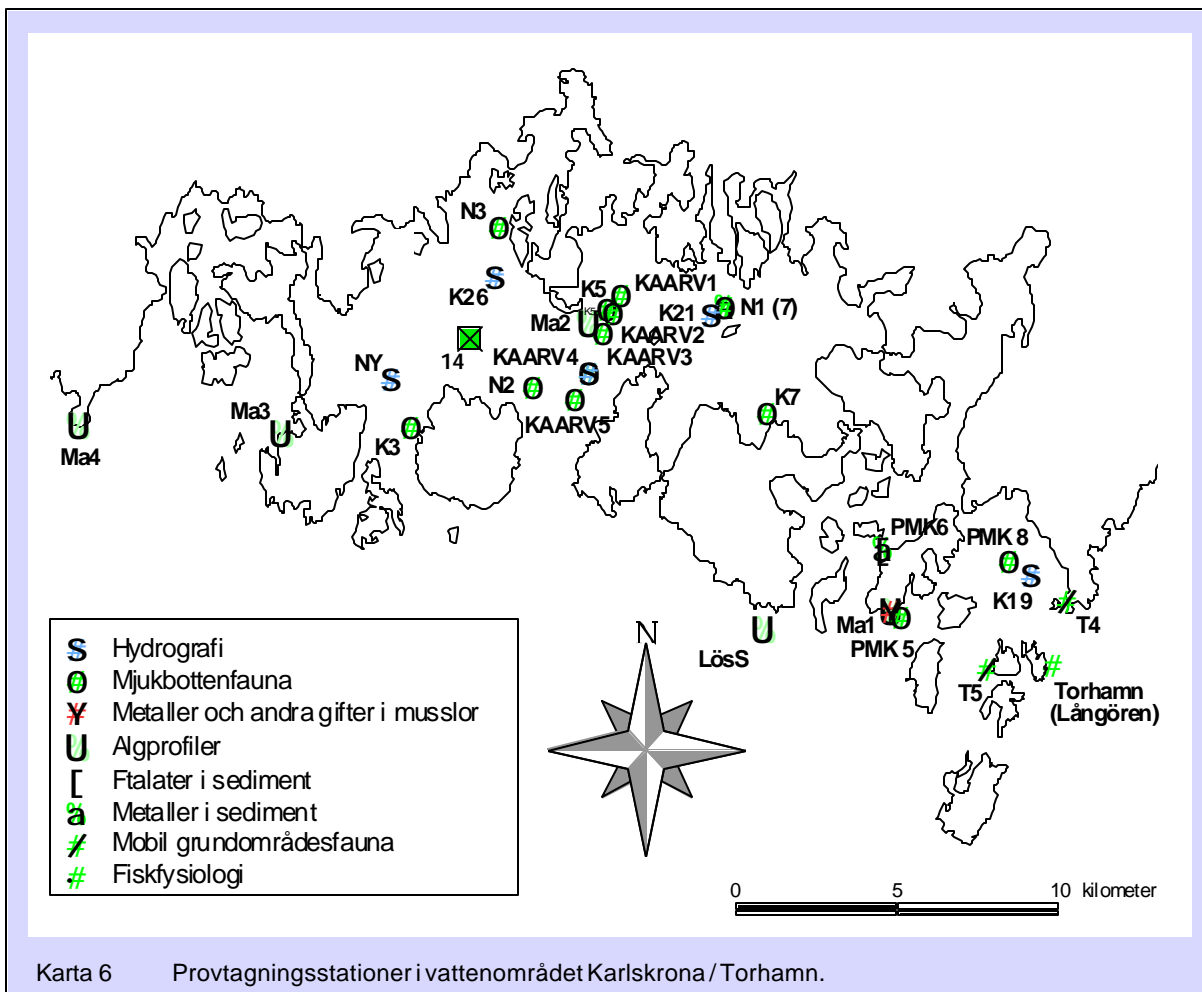 N3
K26
K5
KAARV1
K21
N1 (7)
Ma2
K5
KAARV2
14
KAARV4
KAARV3
NY
N2
KAARV5
K7
Ma3
K3
Ma4
PMK6
PMK 8
K19
T4
Ma1
PMK 5
LösS
T5
Torhamn
(Långören)
N
S Hydrografi
Mjukbottenfauna
Metaller och andra gifter i musslor
U Algprofiler
[ Ftalater i sediment
a Metaller i sediment
Mobil grundområdesfauna
# Fiskfysiologi
0 5 10 kilometer
Karta 6 Provtagningsstationer i vattenområdet Karlskrona / Torhamn.